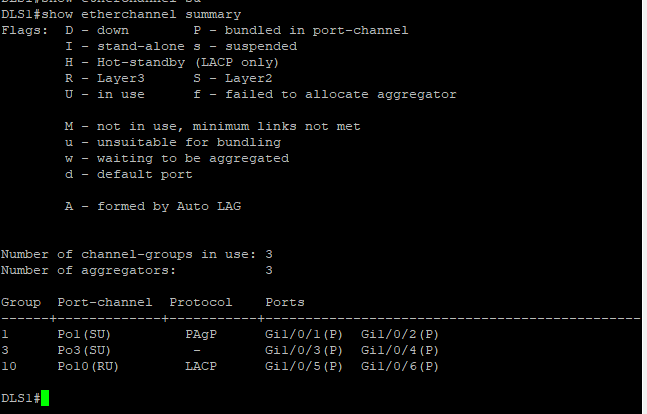 DLS1#show etherchannel summary
Flags:  D - down        P - bundled in port-channel
        I - stand-alone s - suspended
        H - Hot-standby (LACP only)
        R - Layer3      S - Layer2
        U - in use      f - failed to allocate aggregator
        M - not in use, minimum links not met
        u - unsuitable for bundling
        w - waiting to be aggregated
        d - default port
        A - formed by Auto LAG
Number of channel-groups in use: 3
Number of aggregators:           3
Group  Port-channel  Protocol    Ports
------+-------------+-----------+-----------------------------------------------
1      Po1(SU)         PAgP      Gi1/0/1(P)  Gi1/0/2(P)
3      Po3(SU)          -        Gi1/0/3(P)  Gi1/0/4(P)
10     Po10(RU)        LACP      Gi1/0/5(P)  Gi1/0/6(P)
DLS1#